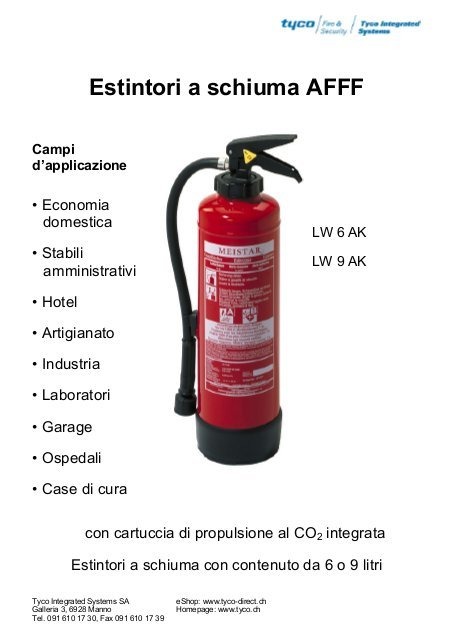 tyco Fire & Security Tyco Integrated Systems
Estintori a schiuma AFFF
Campi
d'applicazione
• Economia
domestica
• Stabili
amministrativi
• Hotel
• Artigianato
• Industria
• Laboratori
• Garage
• Ospedali
• Case di cura
LW 6 AK
LW 9 AK
MEISTAR
con cartuccia di propulsione al CO₂ integrata
Estintori a schiuma con contenuto da 6 o 9 litri
Tyco Integrated Systems SA
Galleria 3, 6928 Manno
Tel. 091 610 17 30, Fax 091 610 17 39
eShop: www.tyco-direct.ch
Homepage: www.tyco.ch